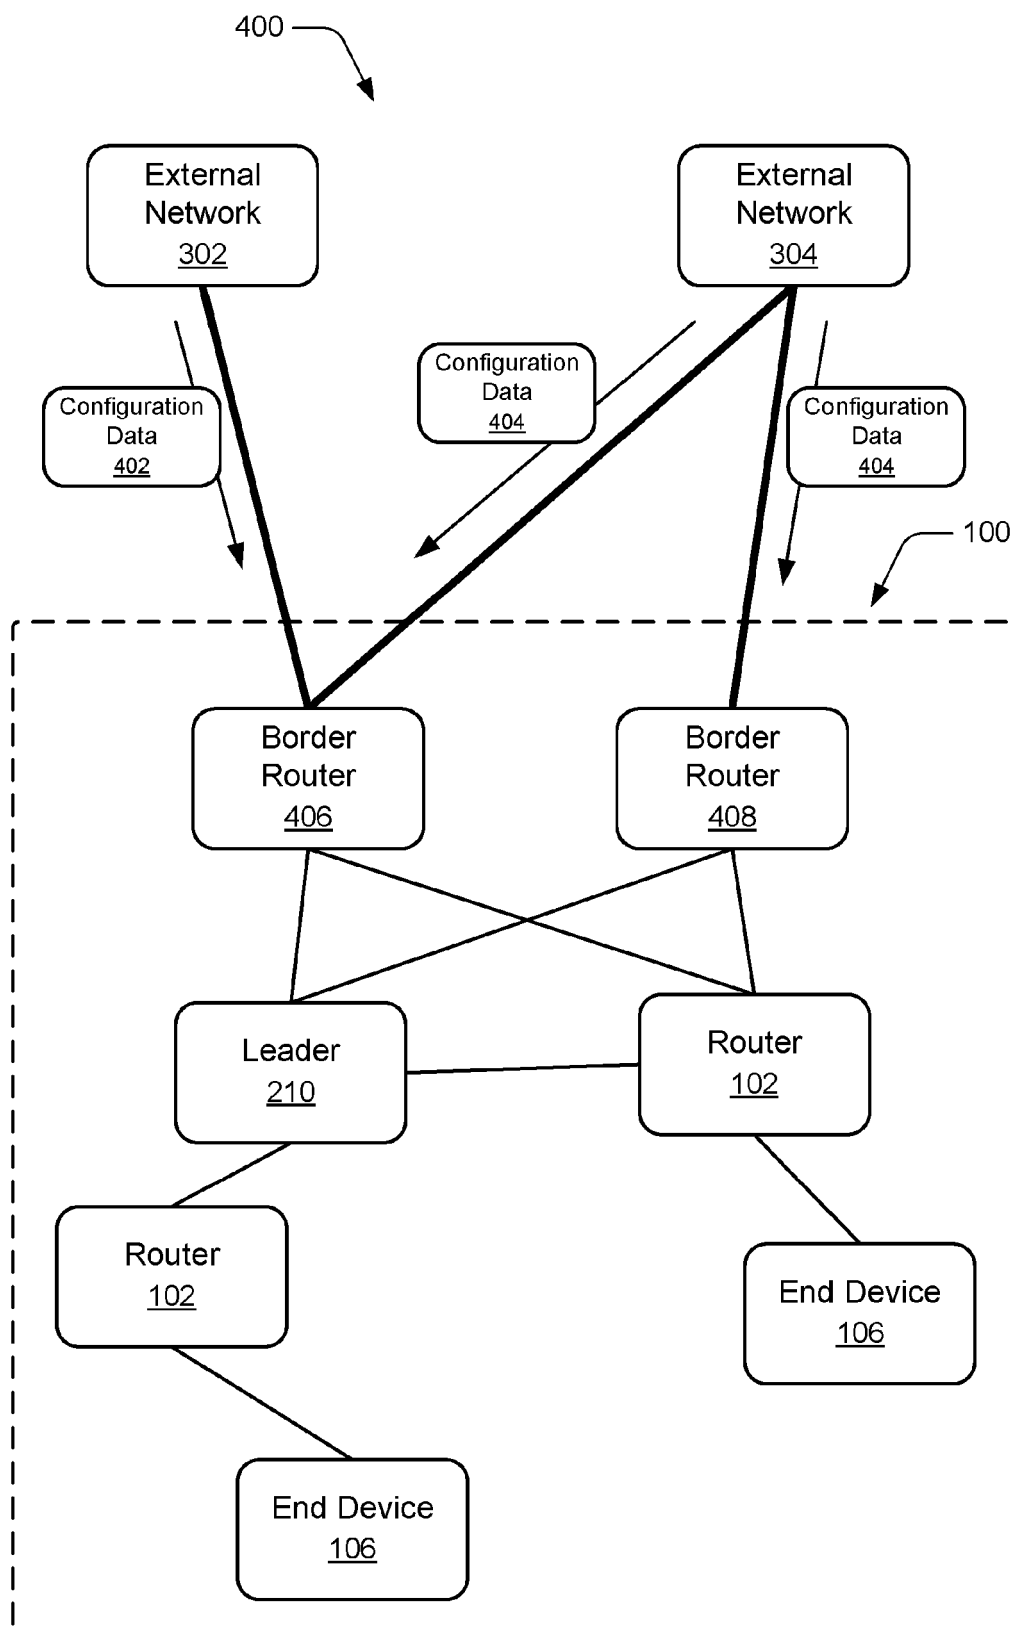 400
External
Network
302
External
Network
304
Configuration
Data
404
Configuration
Data
402
Configuration
Data
404
100
Border
Router
406
Border
Router
408
Leader
210
Router
102
Router
102
End Device
106
End Device
106